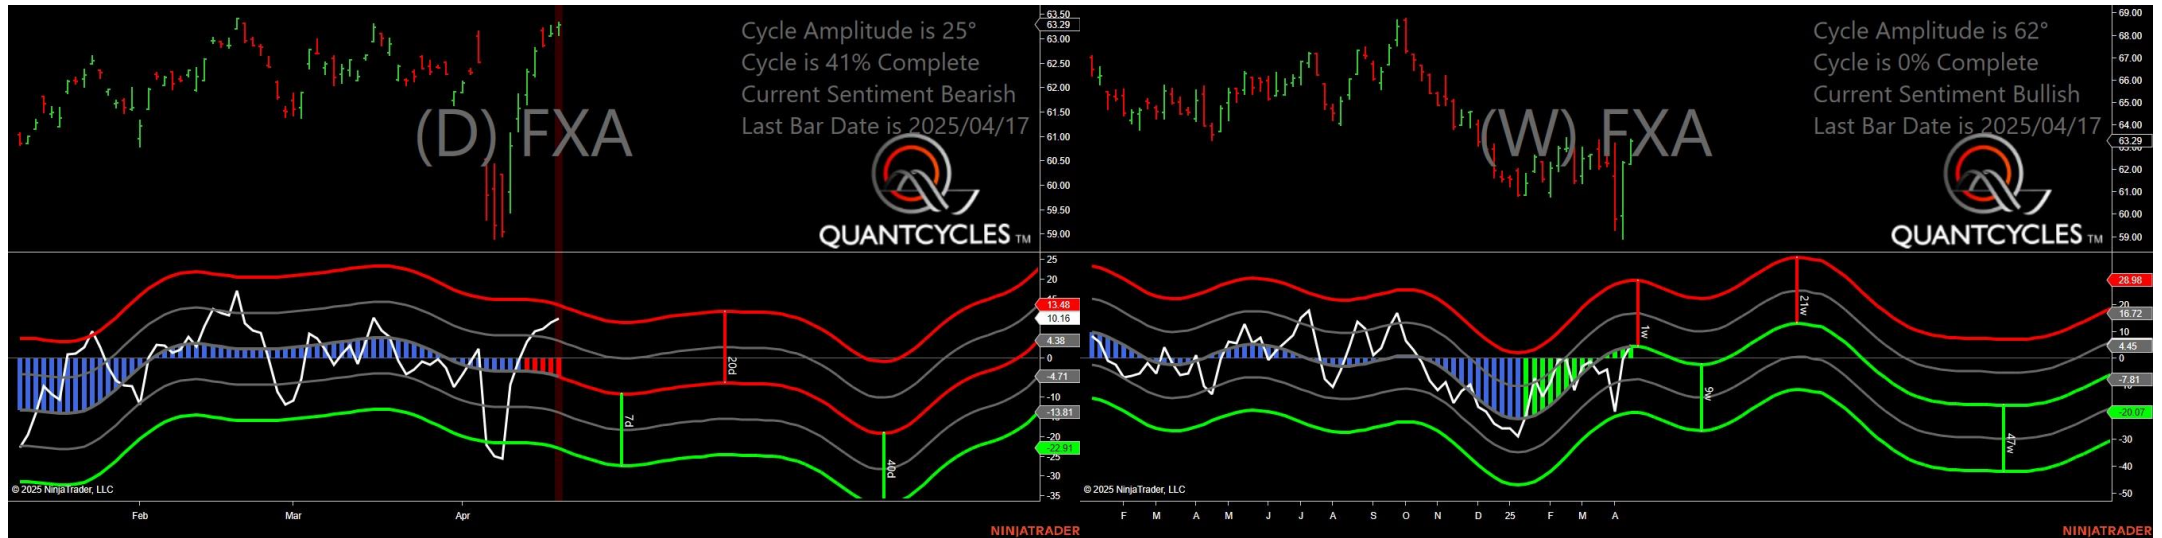 Cycle Amplitude is 25°
Cycle is 41% Complete
Current Sentiment Bearish
Last Bar Date is 2025/04/17
(D) FXA
QUANTCYCLES TM
63.50
63.29
63.00
62.50
62.00
61.50
61.00
60.50
60.00
59.50
59.00
25
20
13.48
10.16
4.38
0
-4.71
-10
-13.81
-20
-22.91
-25
-30
-35
7d
20d
40d
© 2025 NinjaTrader, LLC
Feb Mar Apr
NINJATRADER
Cycle Amplitude is 62°
Cycle is 0% Complete
Current Sentiment Bullish
Last Bar Date is 2025/04/17
(W) FXA
QUANTCYCLES TM
69.00
68.00
67.00
66.00
65.00
64.00
63.29
62.00
61.00
60.00
59.00
28.98
20
16.72
10
4.45
0
-7.81
-20.07
-30
-40
-50
1w
9w
21w
47w
© 2025 NinjaTrader, LLC
F M A M J J A S O N D 25 F M A
NINJATRADER